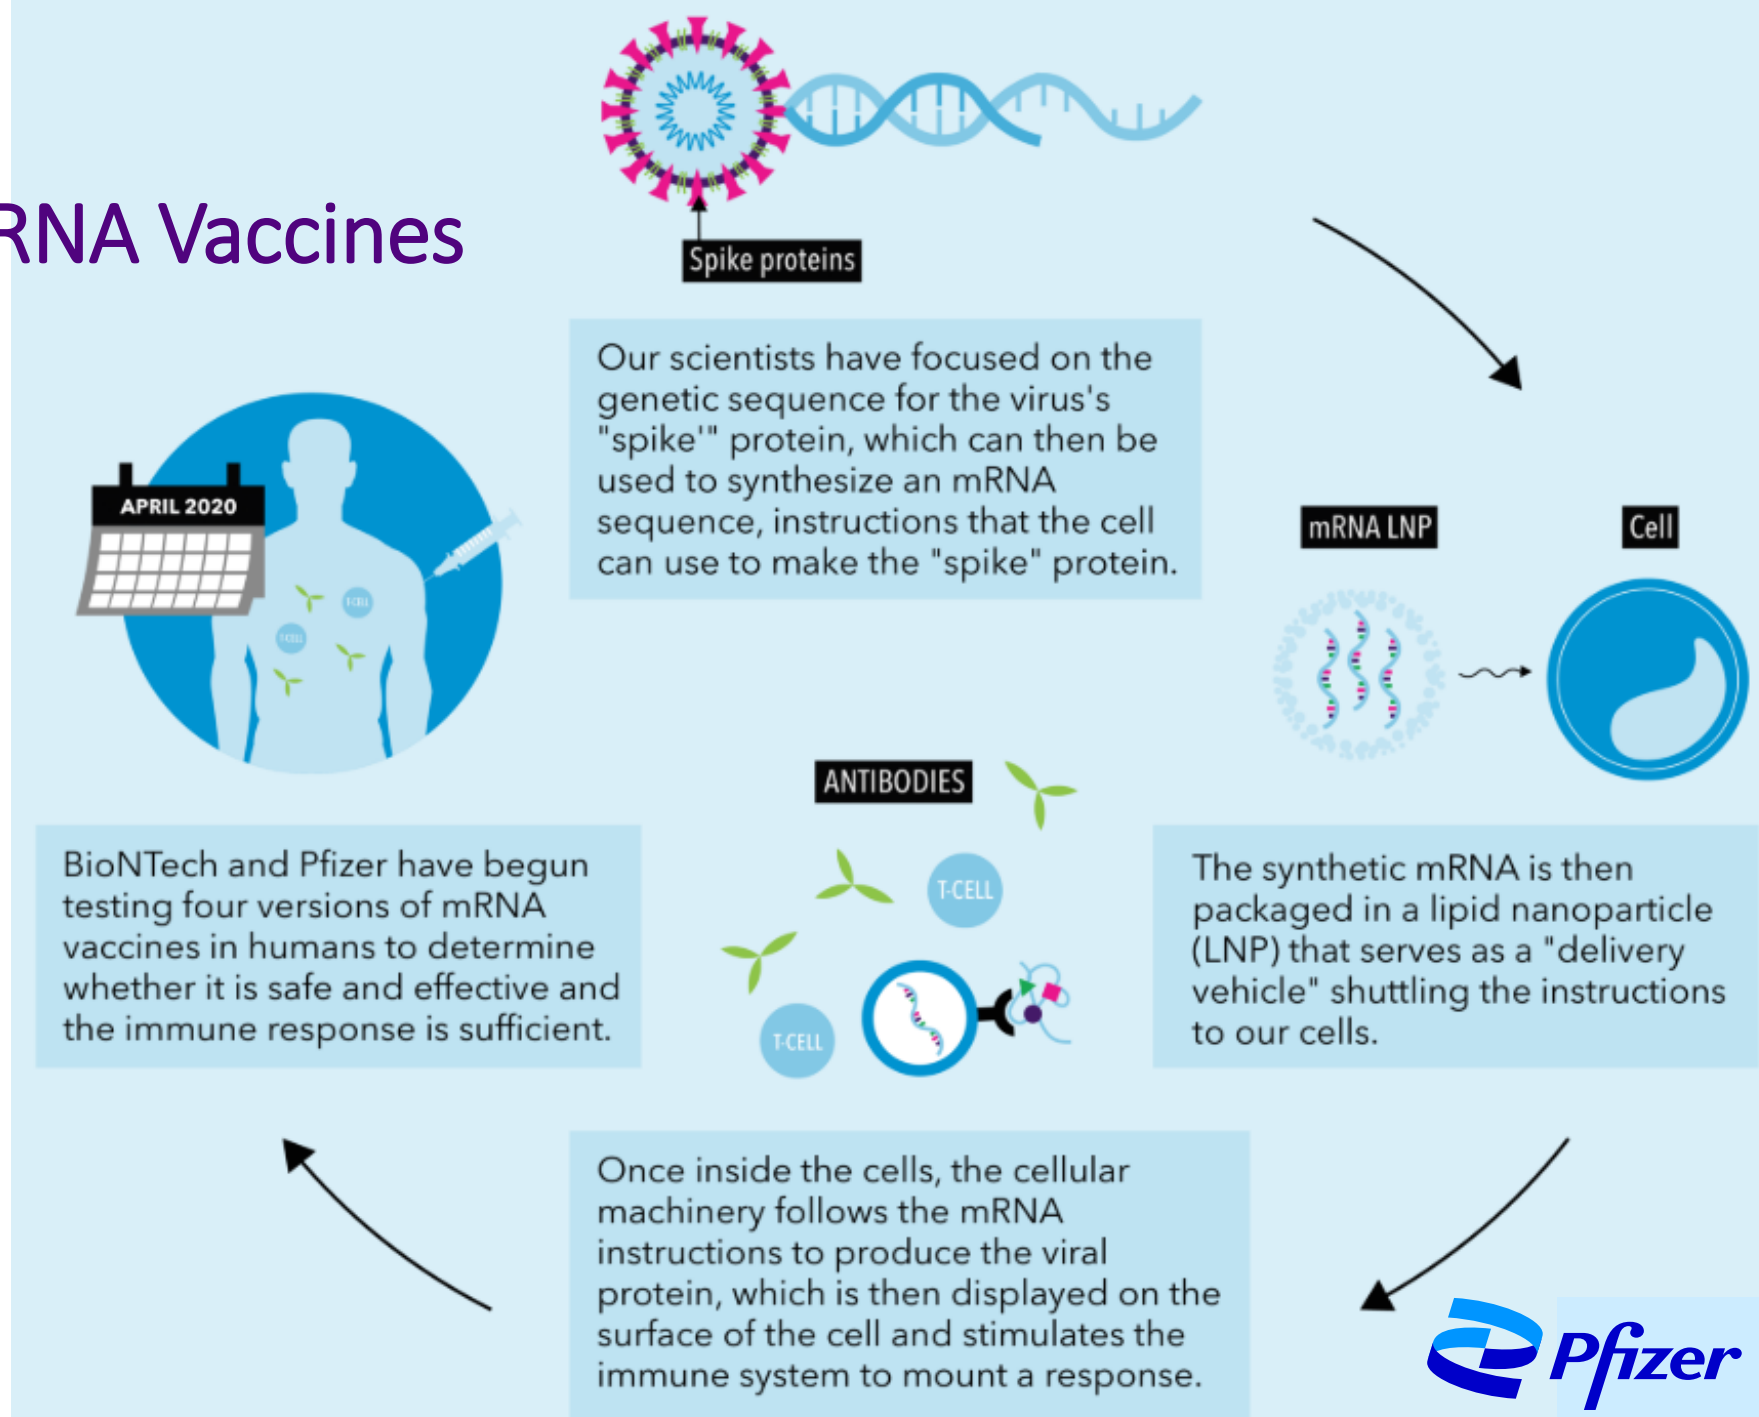 RNA Vaccines
Spike proteins
Our scientists have focused on the
genetic sequence for the virus's
"spike'" protein, which can then be
used to synthesize an mRNA
sequence, instructions that the cell
can use to make the "spike" protein.
mRNA LNP
Cell
The synthetic mRNA is then
packaged in a lipid nanoparticle
(LNP) that serves as a "delivery
vehicle" shuttling the instructions
to our cells.
ANTIBODIES
T-CELL
T-CELL
Once inside the cells, the cellular
machinery follows the mRNA
instructions to produce the viral
protein, which is then displayed on the
surface of the cell and stimulates the
immune system to mount a response.
APRIL 2020
T-CELL
T-CELL
BioNTech and Pfizer have begun
testing four versions of mRNA
vaccines in humans to determine
whether it is safe and effective and
the immune response is sufficient.
Pfizer